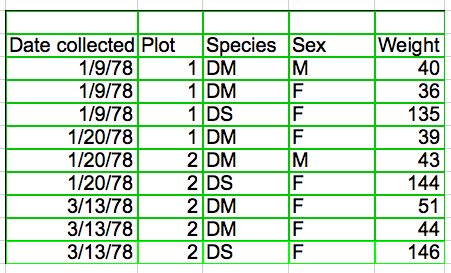 Date collected Plot Species Sex Weight
1/9/78 1 DM M 40
1/9/78 1 DM F 36
1/9/78 1 DS F 135
1/20/78 1 DM F 39
1/20/78 2 DM M 43
1/20/78 2 DS F 144
3/13/78 2 DM F 51
3/13/78 2 DM F 44
3/13/78 2 DS F 146